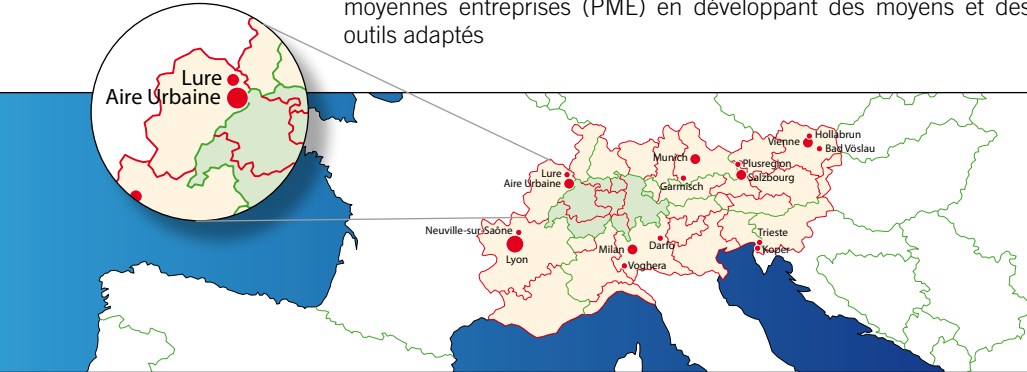 moyennes entreprises (PME) en développant des moyens et des
outils adaptés
Lure
Aire Urbaine
Hollabrun
Vienne
Bad Vöslau
Munich
Plusregion
Salzbourg
Garmisch
Lure
Aire Urbaine
Neuville-sur-Saône
Lyon
Trieste
Koper
Milan
Darfo
Voghera